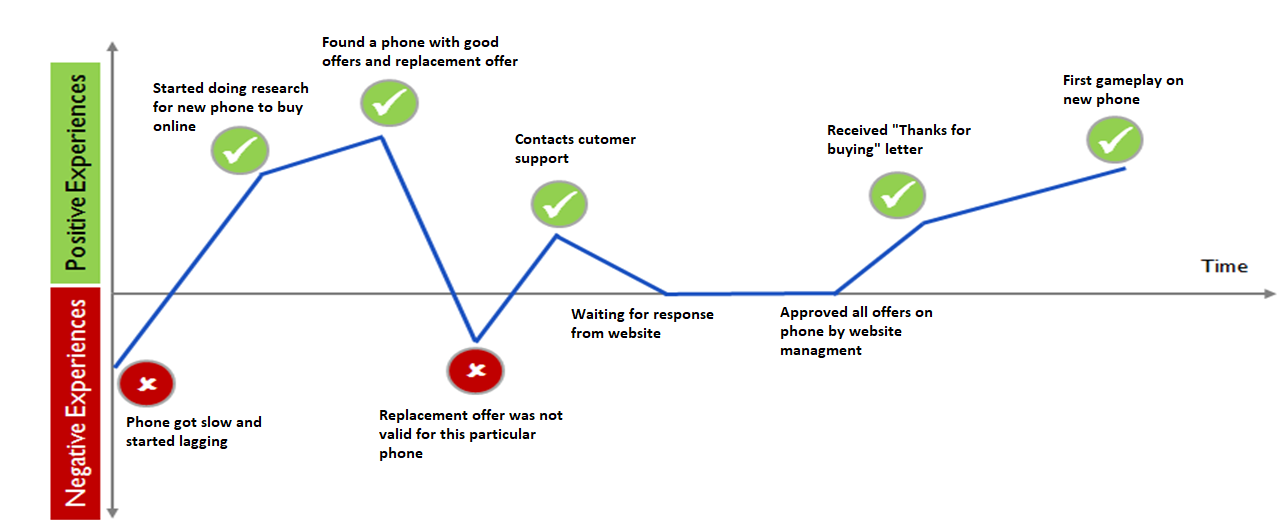 Positive Experiences
Negative Experiences
Phone got slow and
started lagging
Started doing research
for new phone to buy
online
Found a phone with good
offers and replacement offer
Replacement offer was not
valid for this particular
phone
Contacts cutomer
support
Waiting for response
from website
Approved all offers on
phone by website
managment
Received "Thanks for
buying" letter
First gameplay on
new phone
Time